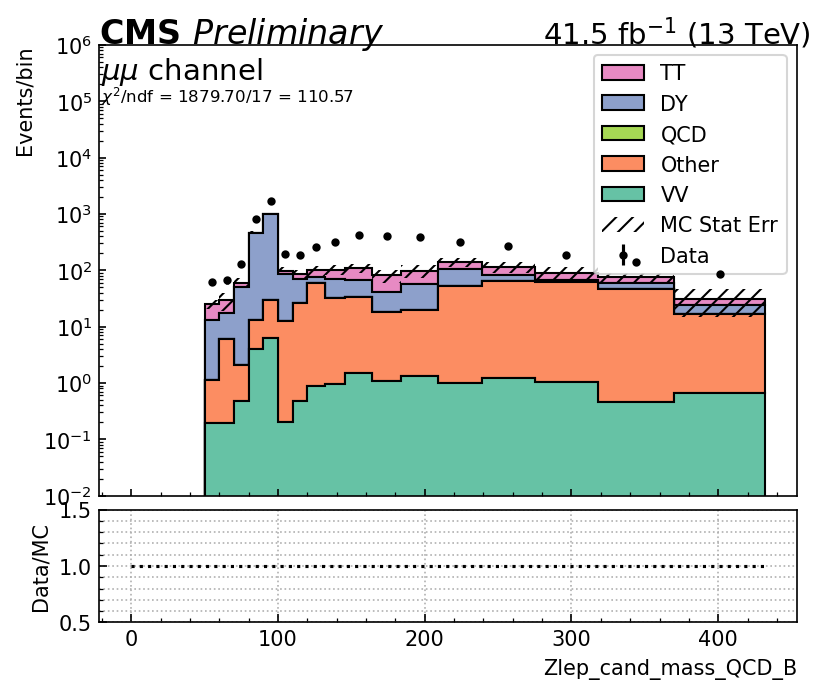 CMS Preliminary 41.5 fb⁻¹ (13 TeV)
μμ channel
χ²/ndf = 1879.70/17 = 110.57
Events/bin
10⁶
10⁵
10⁴
10³
10²
10¹
10⁰
10⁻¹
10⁻²
TT
DY
QCD
Other
VV
MC Stat Err
Data
Data/MC
1.5
1.0
0.5
0 100 200 300 400
Zlep_cand_mass_QCD_B